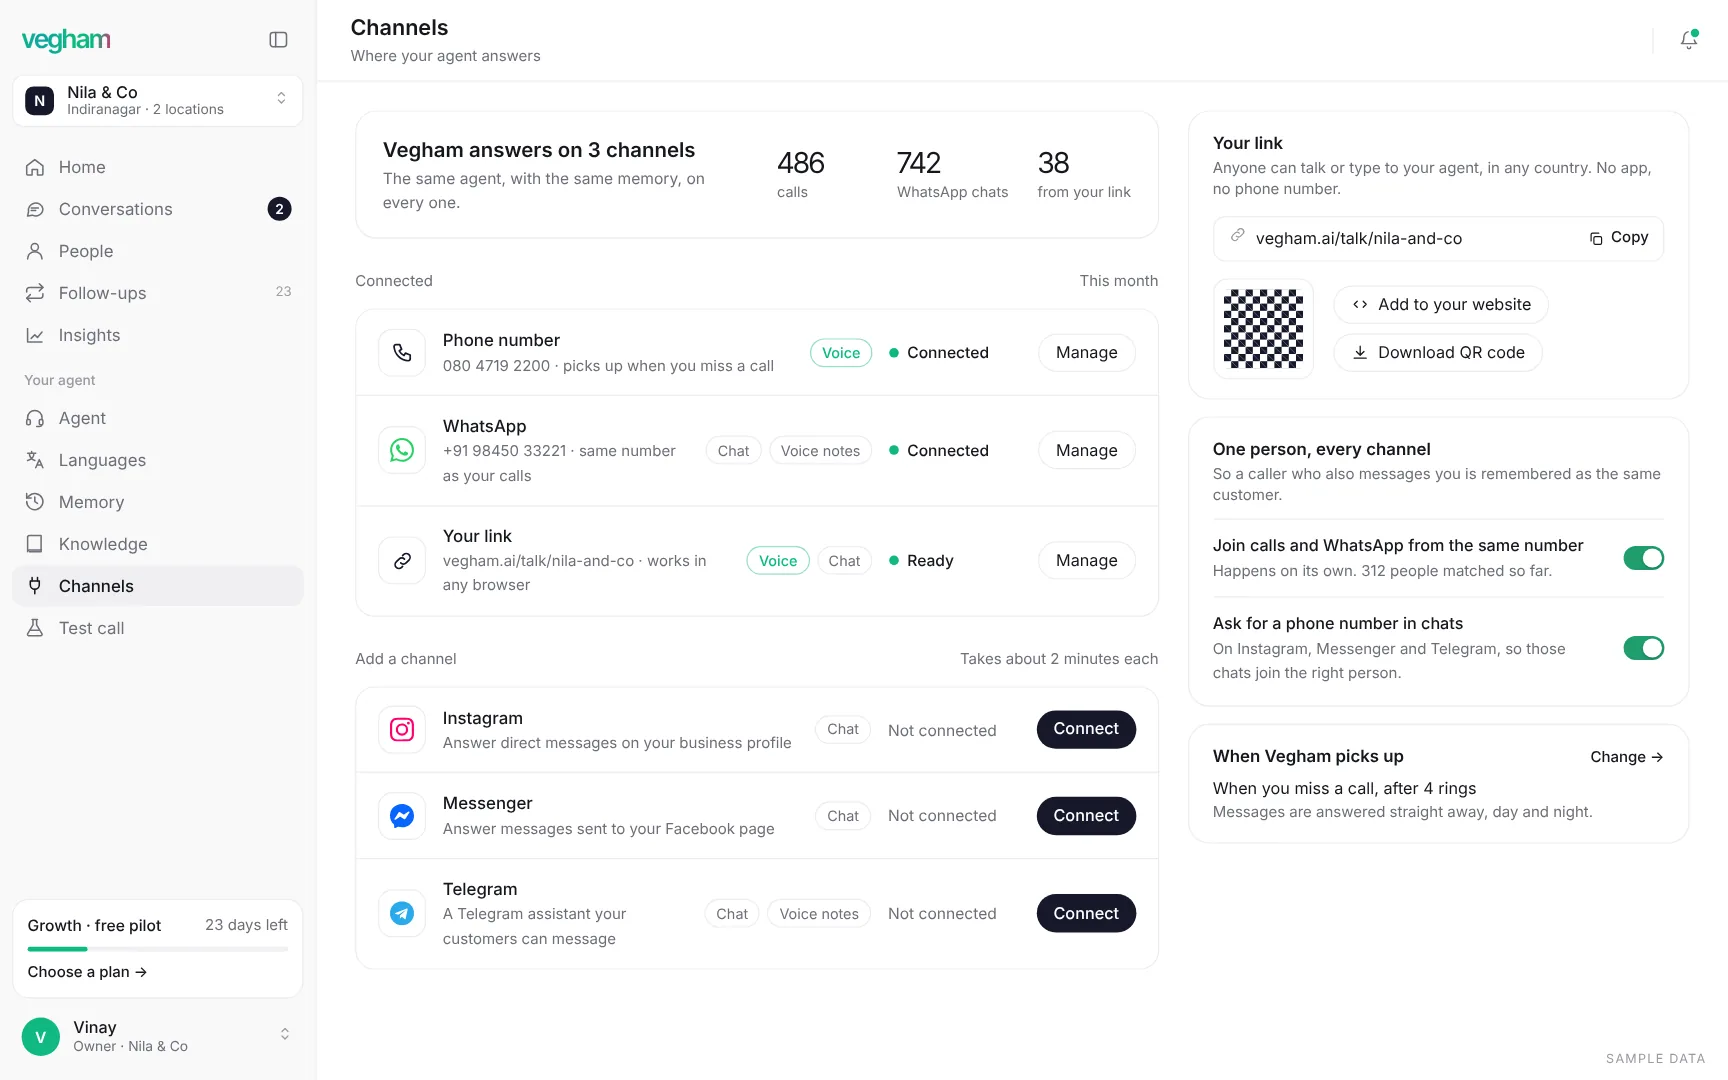 vegham
N
Nila & Co
Indiranagar · 2 locations
Home
Conversations
2
People
Follow-ups
23
Insights
Your agent
Agent
Languages
Memory
Knowledge
Channels
Test call
Growth · free pilot
23 days left
Choose a plan →
V
Vinay
Owner · Nila & Co
Channels
Where your agent answers
Vegham answers on 3 channels
The same agent, with the same memory, on
every one.
486
calls
742
WhatsApp chats
38
from your link
Connected
This month
Phone number
080 4719 2200 · picks up when you miss a call
Voice
Connected
Manage
WhatsApp
+91 98450 33221 · same number
as your calls
Chat
Voice notes
Connected
Manage
Your link
vegham.ai/talk/nila-and-co · works in
any browser
Voice
Chat
Ready
Manage
Add a channel
Takes about 2 minutes each
Instagram
Answer direct messages on your business profile
Chat
Not connected
Connect
Messenger
Answer messages sent to your Facebook page
Chat
Not connected
Connect
Telegram
A Telegram assistant your
customers can message
Chat
Voice notes
Not connected
Connect
Your link
Anyone can talk or type to your agent, in any country. No app,
no phone number.
vegham.ai/talk/nila-and-co
Copy
Add to your website
Download QR code
One person, every channel
So a caller who also messages you is remembered as the same
customer.
Join calls and WhatsApp from the same number
Happens on its own. 312 people matched so far.
Ask for a phone number in chats
On Instagram, Messenger and Telegram, so those
chats join the right person.
When Vegham picks up
Change →
When you miss a call, after 4 rings
Messages are answered straight away, day and night.
SAMPLE DATA